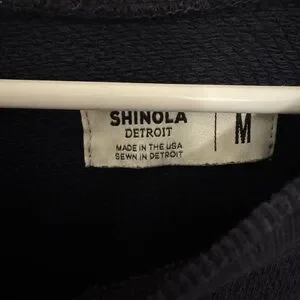 SHINOLA
DETROIT
MADE IN THE USA
SEWN IN DETROIT
M